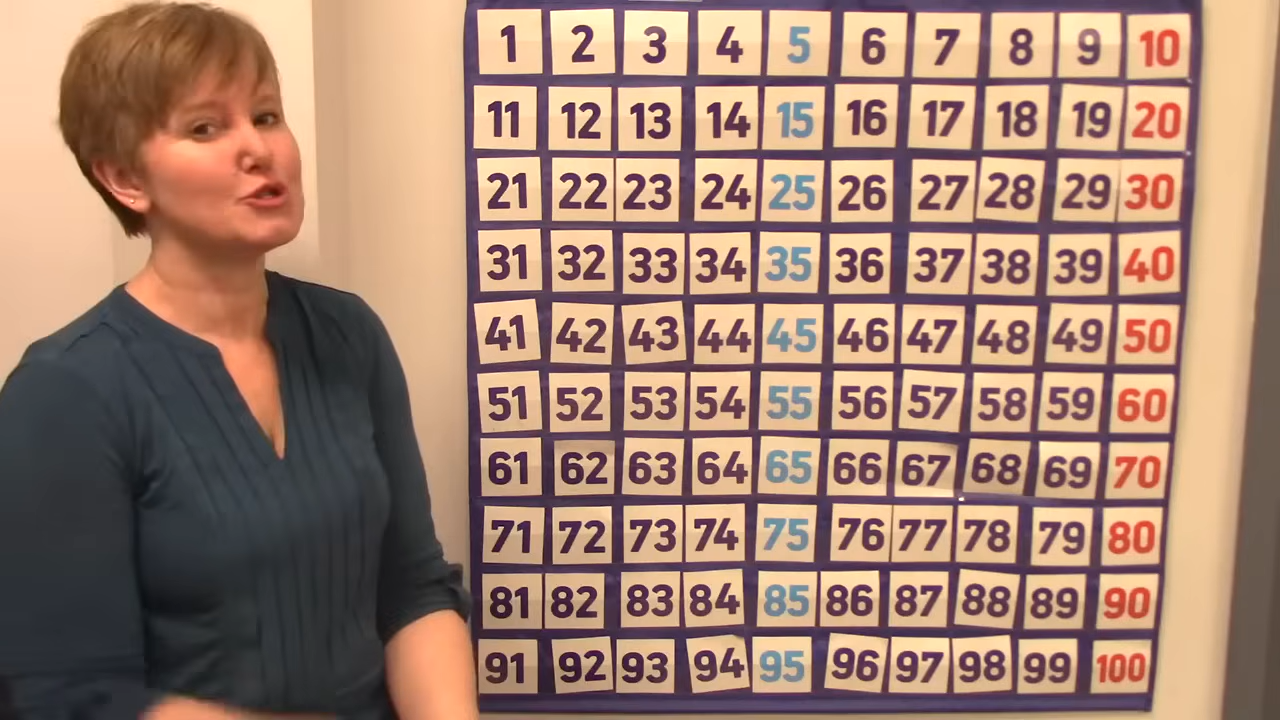 1 2 3 4 5 6 7 8 9 10
11 12 13 14 15 16 17 18 19 20
21 22 23 24 25 26 27 28 29 30
31 32 33 34 35 36 37 38 39 40
41 42 43 44 45 46 47 48 49 50
51 52 53 54 55 56 57 58 59 60
61 62 63 64 65 66 67 68 69 70
71 72 73 74 75 76 77 78 79 80
81 82 83 84 85 86 87 88 89 90
91 92 93 94 95 96 97 98 99 100